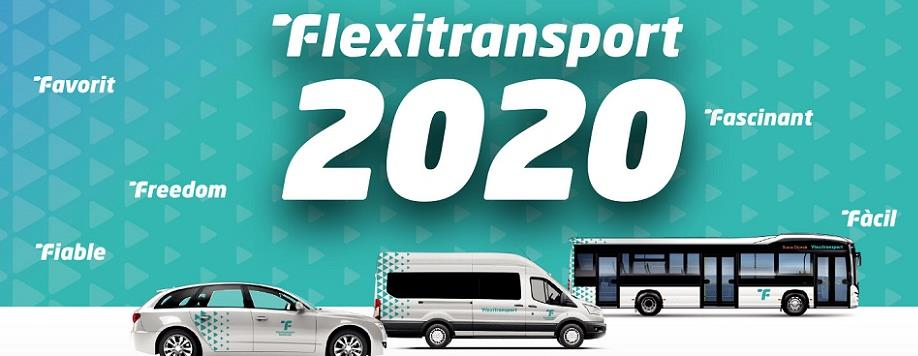 Flexitransport
2020
Favorit
Fascinant
Freedom
Fàcil
Fiable
Flexitransport
Flexitransport